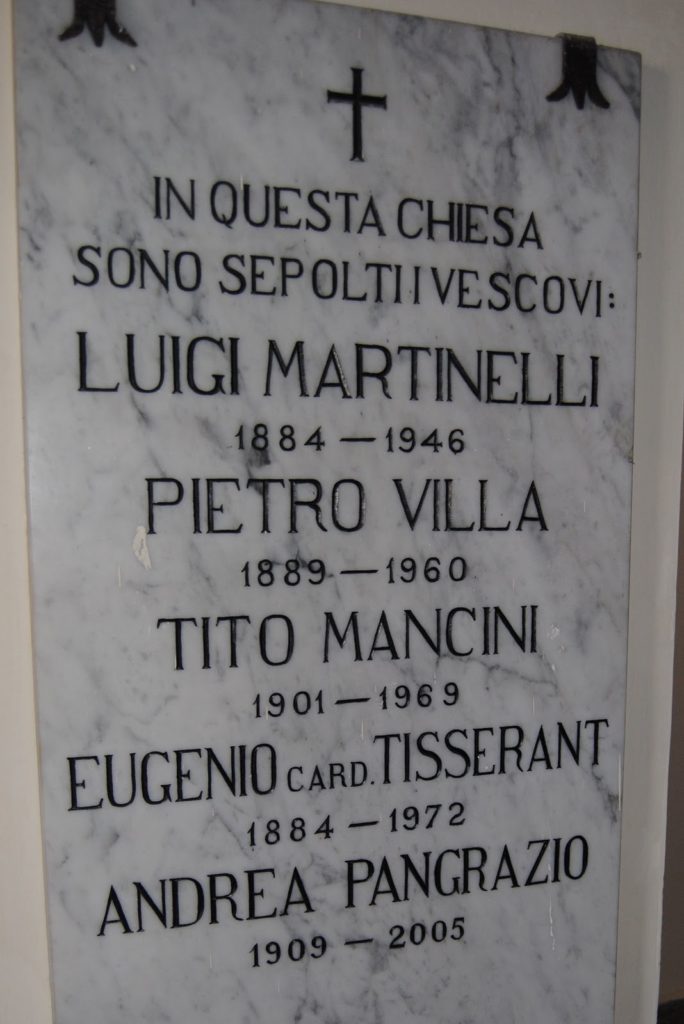 IN QUESTA CHIESA
SONO SEPOLTI I VESCOVI:
LUIGI MARTINELLI
1884 — 1946
PIETRO VILLA
1889 — 1960
TITO MANCINI
1901 — 1969
EUGENIO CARD. TISSERANT
1884 — 1972
ANDREA PANGRAZIO
1909 — 2005